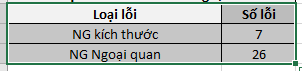 Loại lỗi Số lỗi
NG kích thước 7
NG Ngoại quan 26